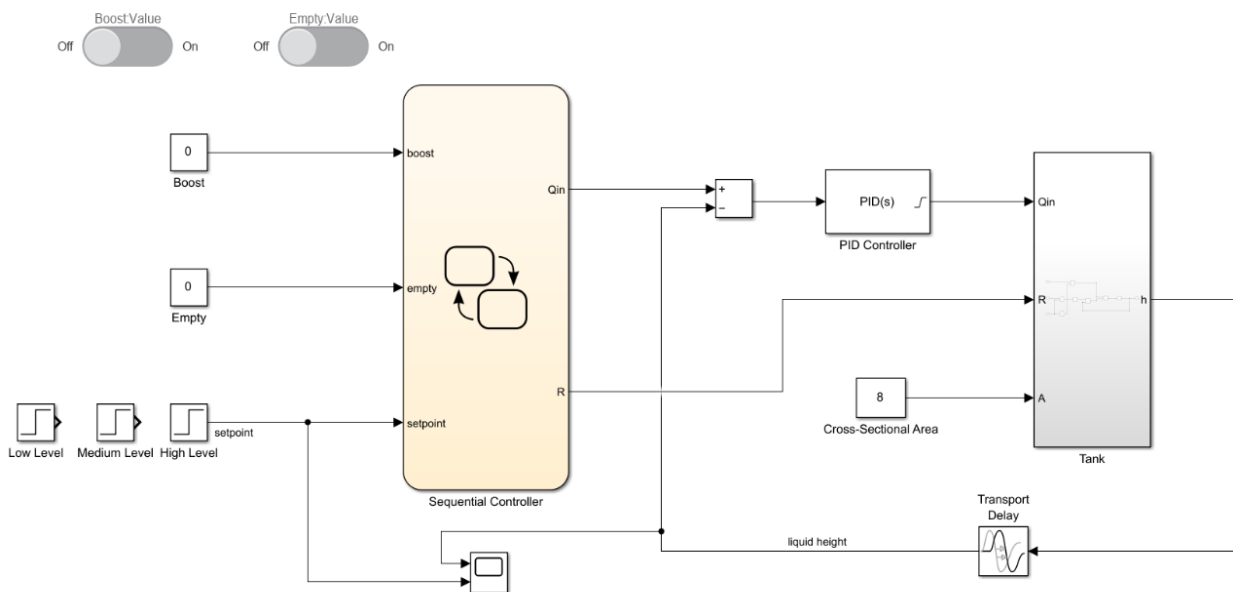 Boost:Value
Off
On
Empty:Value
Off
On
0
Boost
boost
0
Empty
empty
Low Level
Medium Level
High Level
setpoint
setpoint
Qin
R
Sequential Controller
+
−
PID(s)
PID Controller
8
Cross-Sectional Area
Qin
R
A
h
Tank
Transport
Delay
liquid height